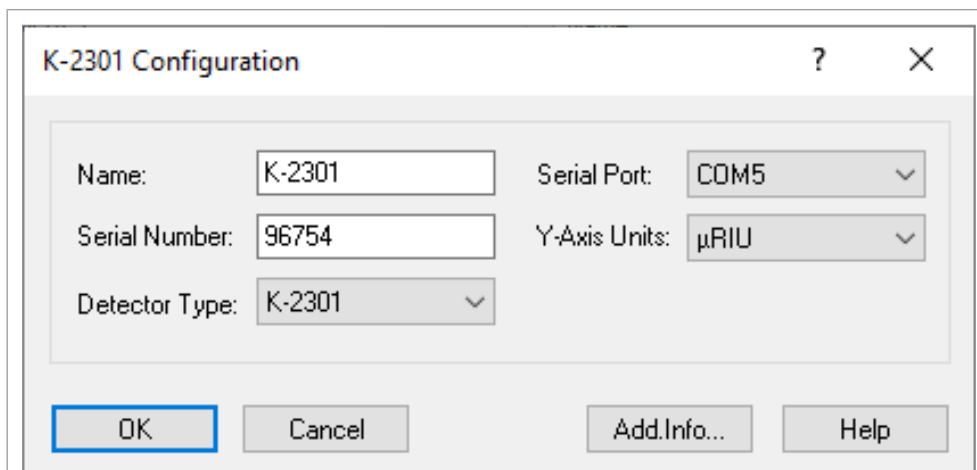 K-2301 Configuration ? ×
Name: K-2301 Serial Port: COM5
Serial Number: 96754 Y-Axis Units: µRIU
Detector Type: K-2301
OK Cancel Add.Info... Help